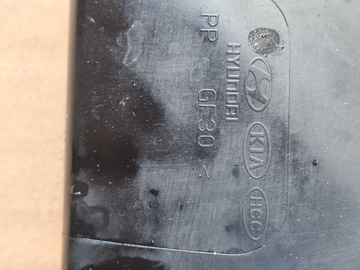 HYUNDAI KIA HCC
PP GF30 <